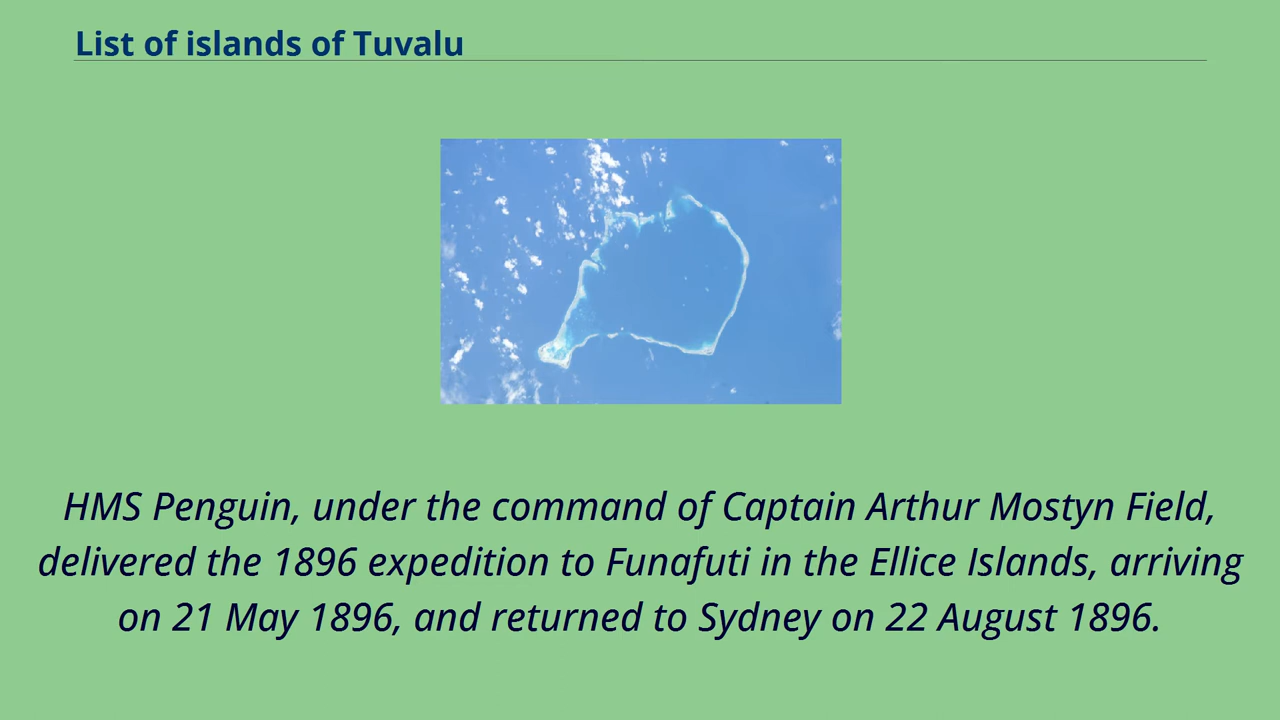 List of islands of Tuvalu
HMS Penguin, under the command of Captain Arthur Mostyn Field,
delivered the 1896 expedition to Funafuti in the Ellice Islands, arriving
on 21 May 1896, and returned to Sydney on 22 August 1896.